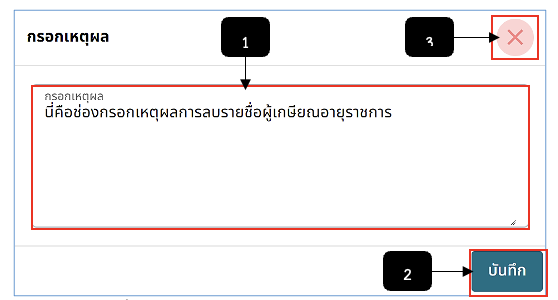 กรอกเหตุผล
1
3
กรอกเหตุผล
นี่คือช่องกรอกเหตุผลการลบรายชื่อผู้เกษียณอายุราชการ
2
บันทึก